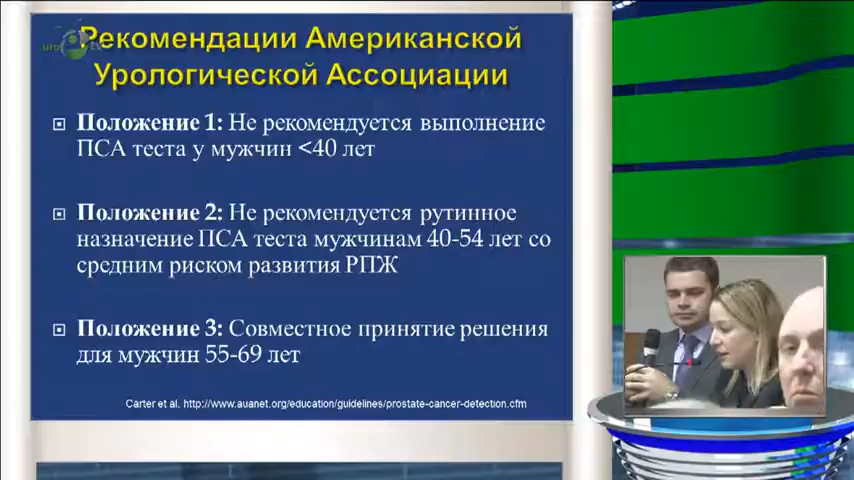 Рекомендации Американской
Урологической Ассоциации
Положение 1: Не рекомендуется выполнение
ПСА теста у мужчин <40 лет
Положение 2: Не рекомендуется рутинное
назначение ПСА теста мужчинам 40-54 лет со
средним риском развития РПЖ
Положение 3: Совместное принятие решения
для мужчин 55-69 лет
Carter et al. http://www.auanet.org/education/guidelines/prostate-cancer-detection.cfm